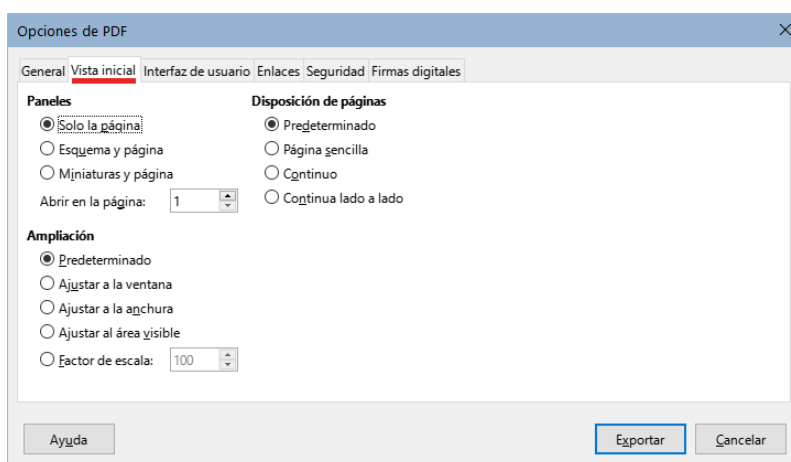 Opciones de PDF
General Vista inicial Interfaz de usuario Enlaces Seguridad Firmas digitales
Paneles
Solo la página
Esquema y página
Miniaturas y página
Abrir en la página: 1
Disposición de páginas
Predeterminado
Página sencilla
Continuo
Continua lado a lado
Ampliación
Predeterminado
Ajustar a la ventana
Ajustar a la anchura
Ajustar al área visible
Factor de escala: 100
Ayuda Exportar Cancelar